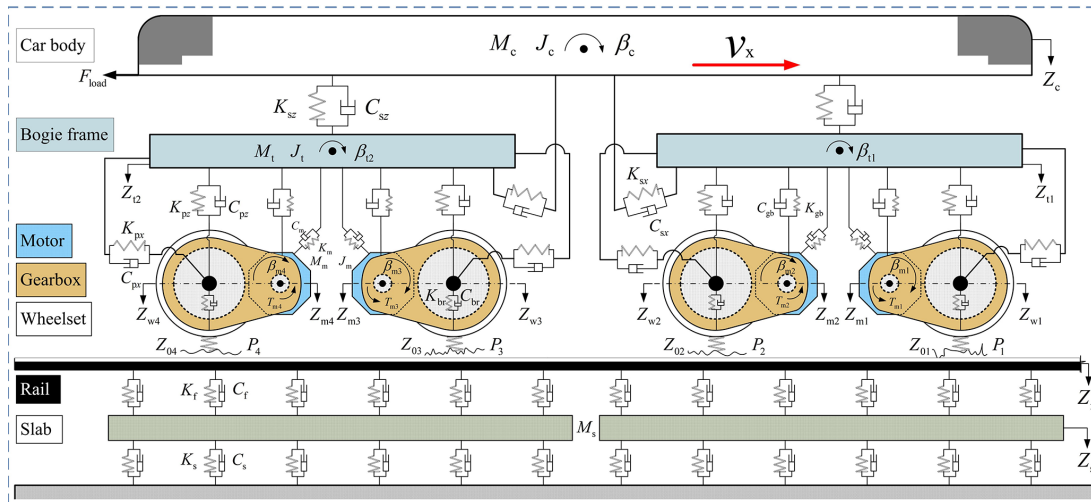 Car body
M_c J_c β_c
v_x
F_load
Z_c
K_sz C_sz
Bogie frame
M_t J_t β_t2
β_t1
Z_t2
K_sx
Z_t1
K_pz C_pz
C_gb K_gb
K_px
C_m
K_m
M_m
J_m
C_sx
Motor
Gearbox
Wheelset
C_px
β_m4
β_m3
β_m2
β_m1
T_m4
T_m3
K_br C_br
T_m2
T_m1
Z_w4
Z_m4
Z_m3
Z_w3
Z_w2
Z_m2
Z_m1
Z_w1
Z_04 P_4
Z_03 P_3
Z_02 P_2
Z_01 P_1
Rail
K_f C_f
Z
Slab
M_s
K_s C_s